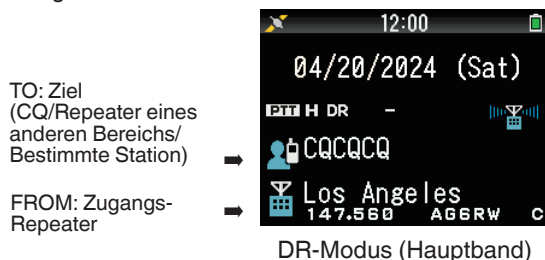 12:00
04/20/2024 (Sat)
PTT H DR –
TO: Ziel
(CQ/Repeater eines
anderen Bereichs/
Bestimmte Station)
CQCQCQ
FROM: Zugangs-
Repeater
Los Angeles
147.560 AG6RW C
DR-Modus (Hauptband)